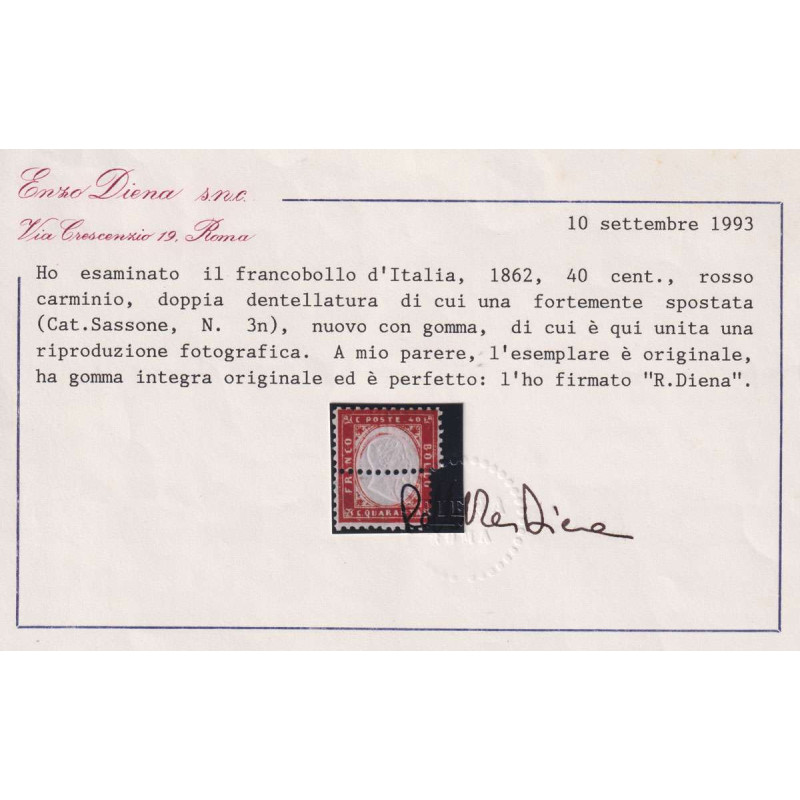 Enzo Diena s.n.c.
Via Crescenzio 19, Roma
10 settembre 1993
Ho esaminato il francobollo d'Italia, 1862, 40 cent., rosso
carminio, doppia dentellatura di cui una fortemente spostata
(Cat.Sassone, N. 3n), nuovo con gomma, di cui è qui unita una
riproduzione fotografica. A mio parere, l'esemplare è originale,
ha gomma integra originale ed è perfetto: l'ho firmato "R.Diena".
C. POSTE 40
FRANCO
BOLLO
C. QUARA
Diena
ROMA